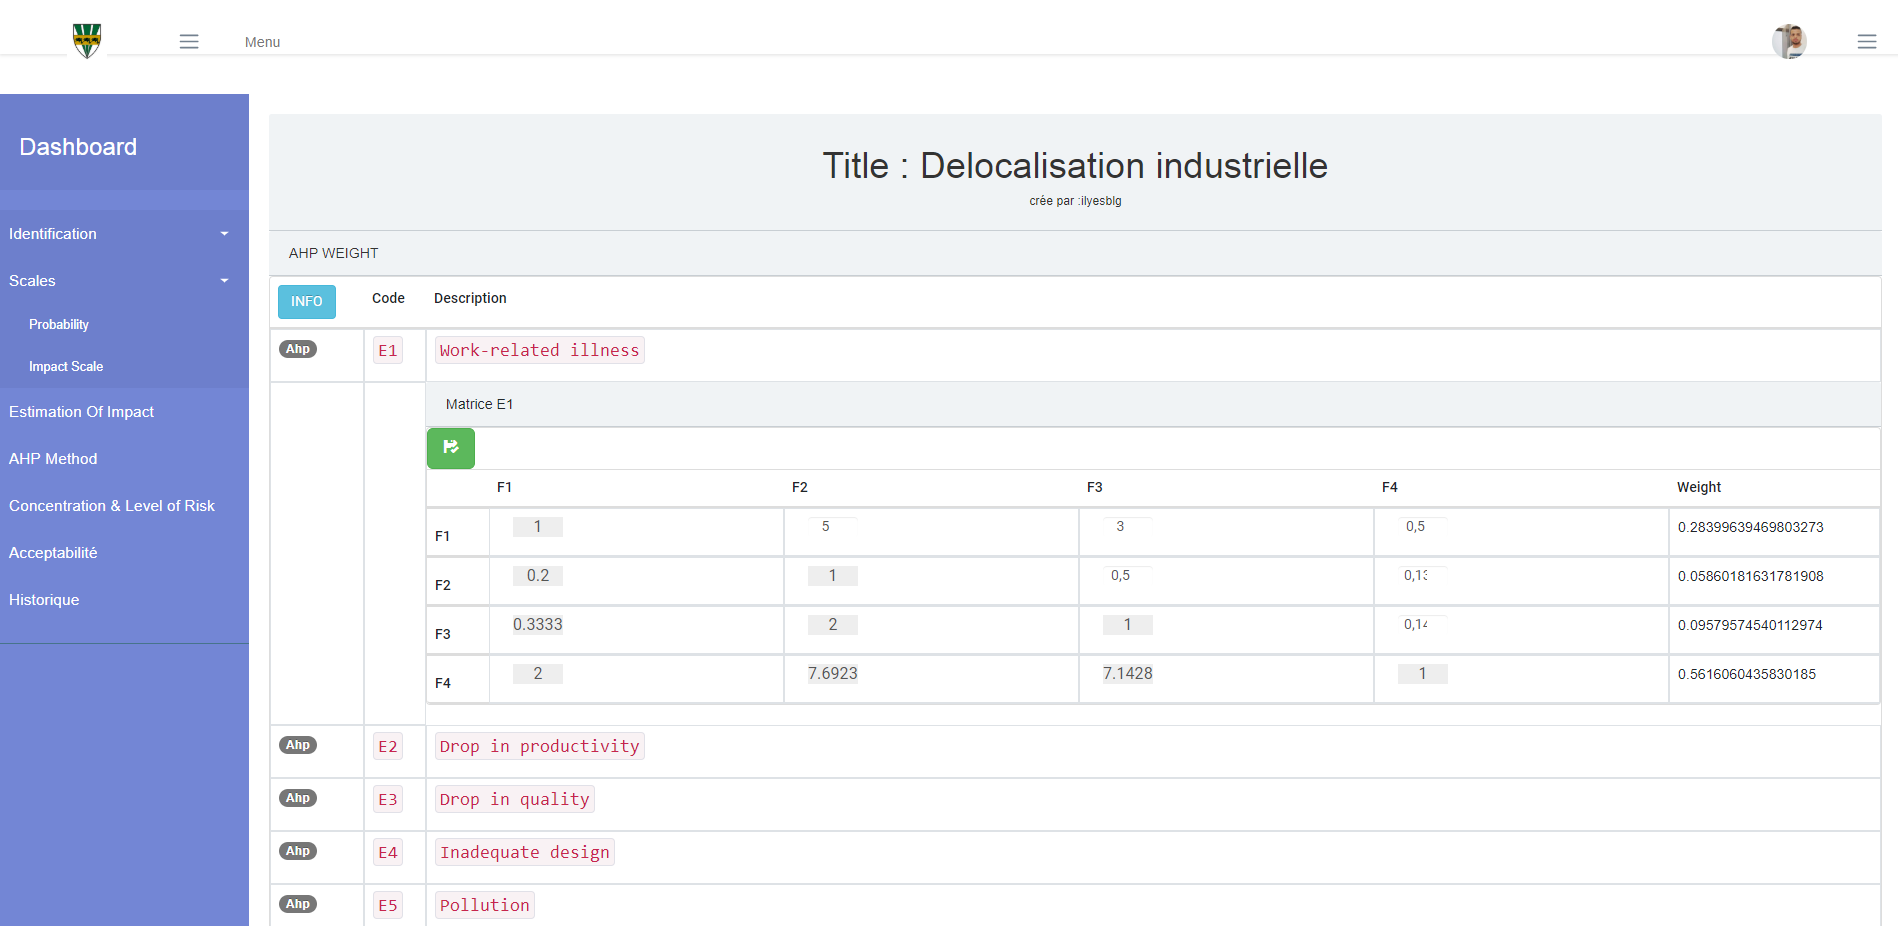 Menu
Dashboard
Identification
Scales
Probability
Impact Scale
Estimation Of Impact
AHP Method
Concentration & Level of Risk
Acceptabilité
Historique
Title : Delocalisation industrielle
crée par :ilyesblg
AHP WEIGHT
INFO Code Description
Ahp E1 Work-related illness
Matrice E1
F1 F2 F3 F4 Weight
F1 1 5 3 0,5 0.28399639469803273
F2 0.2 1 0,5 0,13 0.05860181631781908
F3 0.3333 2 1 0,14 0.09579574540112974
F4 2 7.6923 7.1428 1 0.5616060435830185
Ahp E2 Drop in productivity
Ahp E3 Drop in quality
Ahp E4 Inadequate design
Ahp E5 Pollution